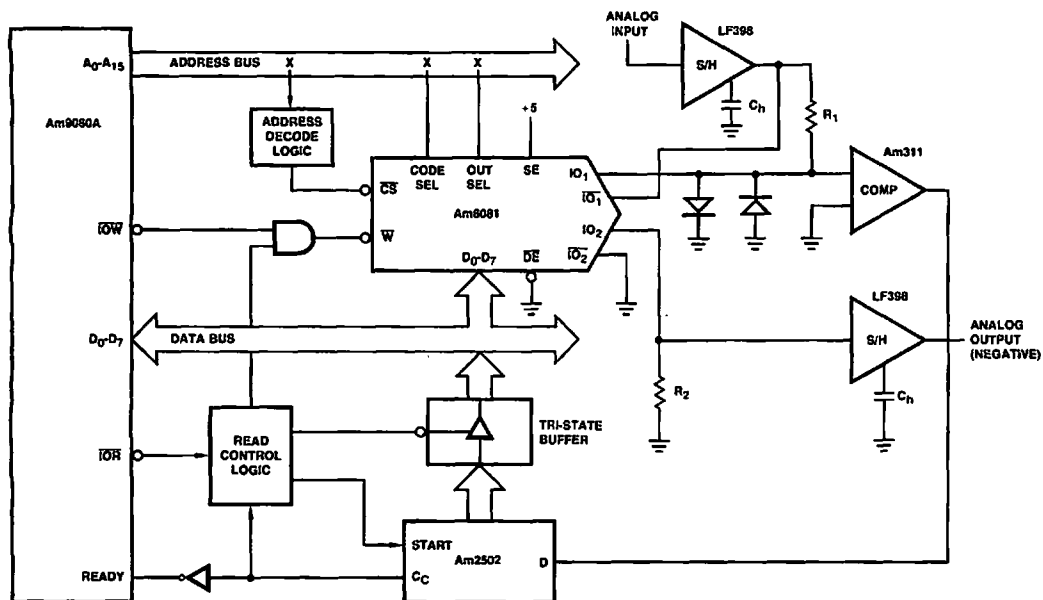 ANALOG
INPUT
LF398
S/H
Ch
R1
A0-A15
ADDRESS BUS
X
X
X
+5
Am9080A
ADDRESS
DECODE
LOGIC
CODE
SEL
OUT
SEL
SE
IO1
IO1
IO2
IO2
CS
Am6081
W
D0-D7
DE
Am311
COMP
IOW
D0-D7
DATA BUS
LF398
S/H
ANALOG
OUTPUT
(NEGATIVE)
Ch
R2
TRI-STATE
BUFFER
READ
CONTROL
LOGIC
IOR
START
Am2502
D
CC
READY